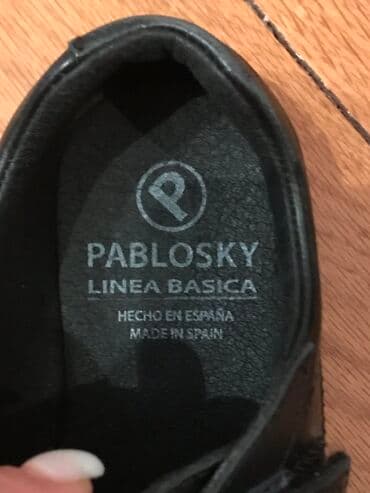 P
PABLOSKY
LINEA BASICA
HECHO EN ESPAÑA
MADE IN SPAIN